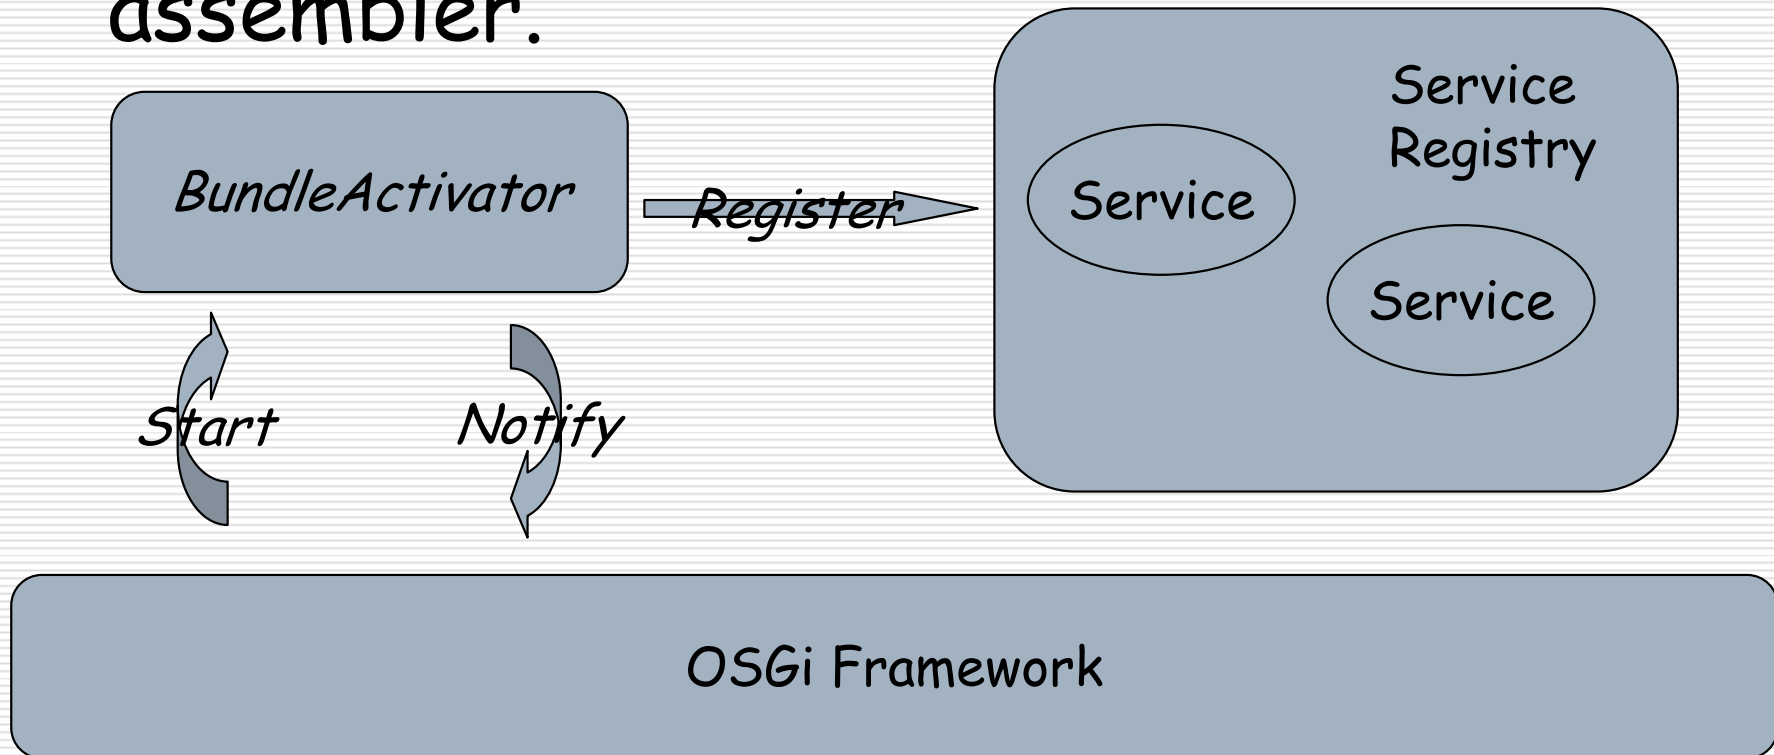 assembler.
BundleActivator
Register
Service
Registry
Service
Service
Start
Notify
OSGi Framework